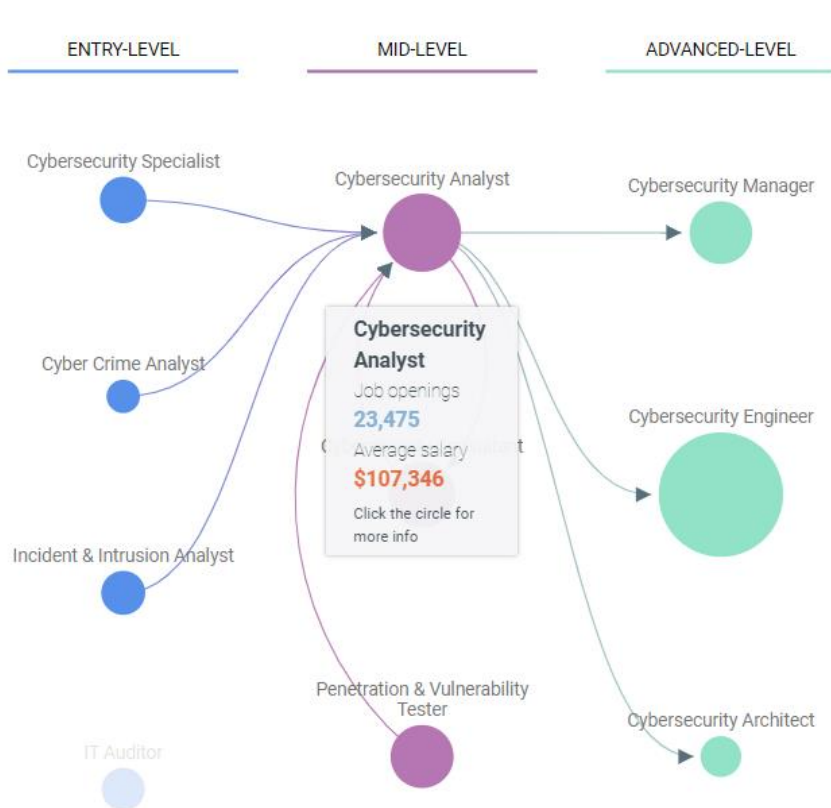 ENTRY-LEVEL
MID-LEVEL
ADVANCED-LEVEL
Cybersecurity Specialist
Cybersecurity Analyst
Cybersecurity Manager
Cyber Crime Analyst
Cybersecurity
Analyst
Job openings
23,475
Average salary
$107,346
Click the circle for
more info
Cybersecurity Engineer
Incident & Intrusion Analyst
Penetration & Vulnerability
Tester
Cybersecurity Architect
IT Auditor